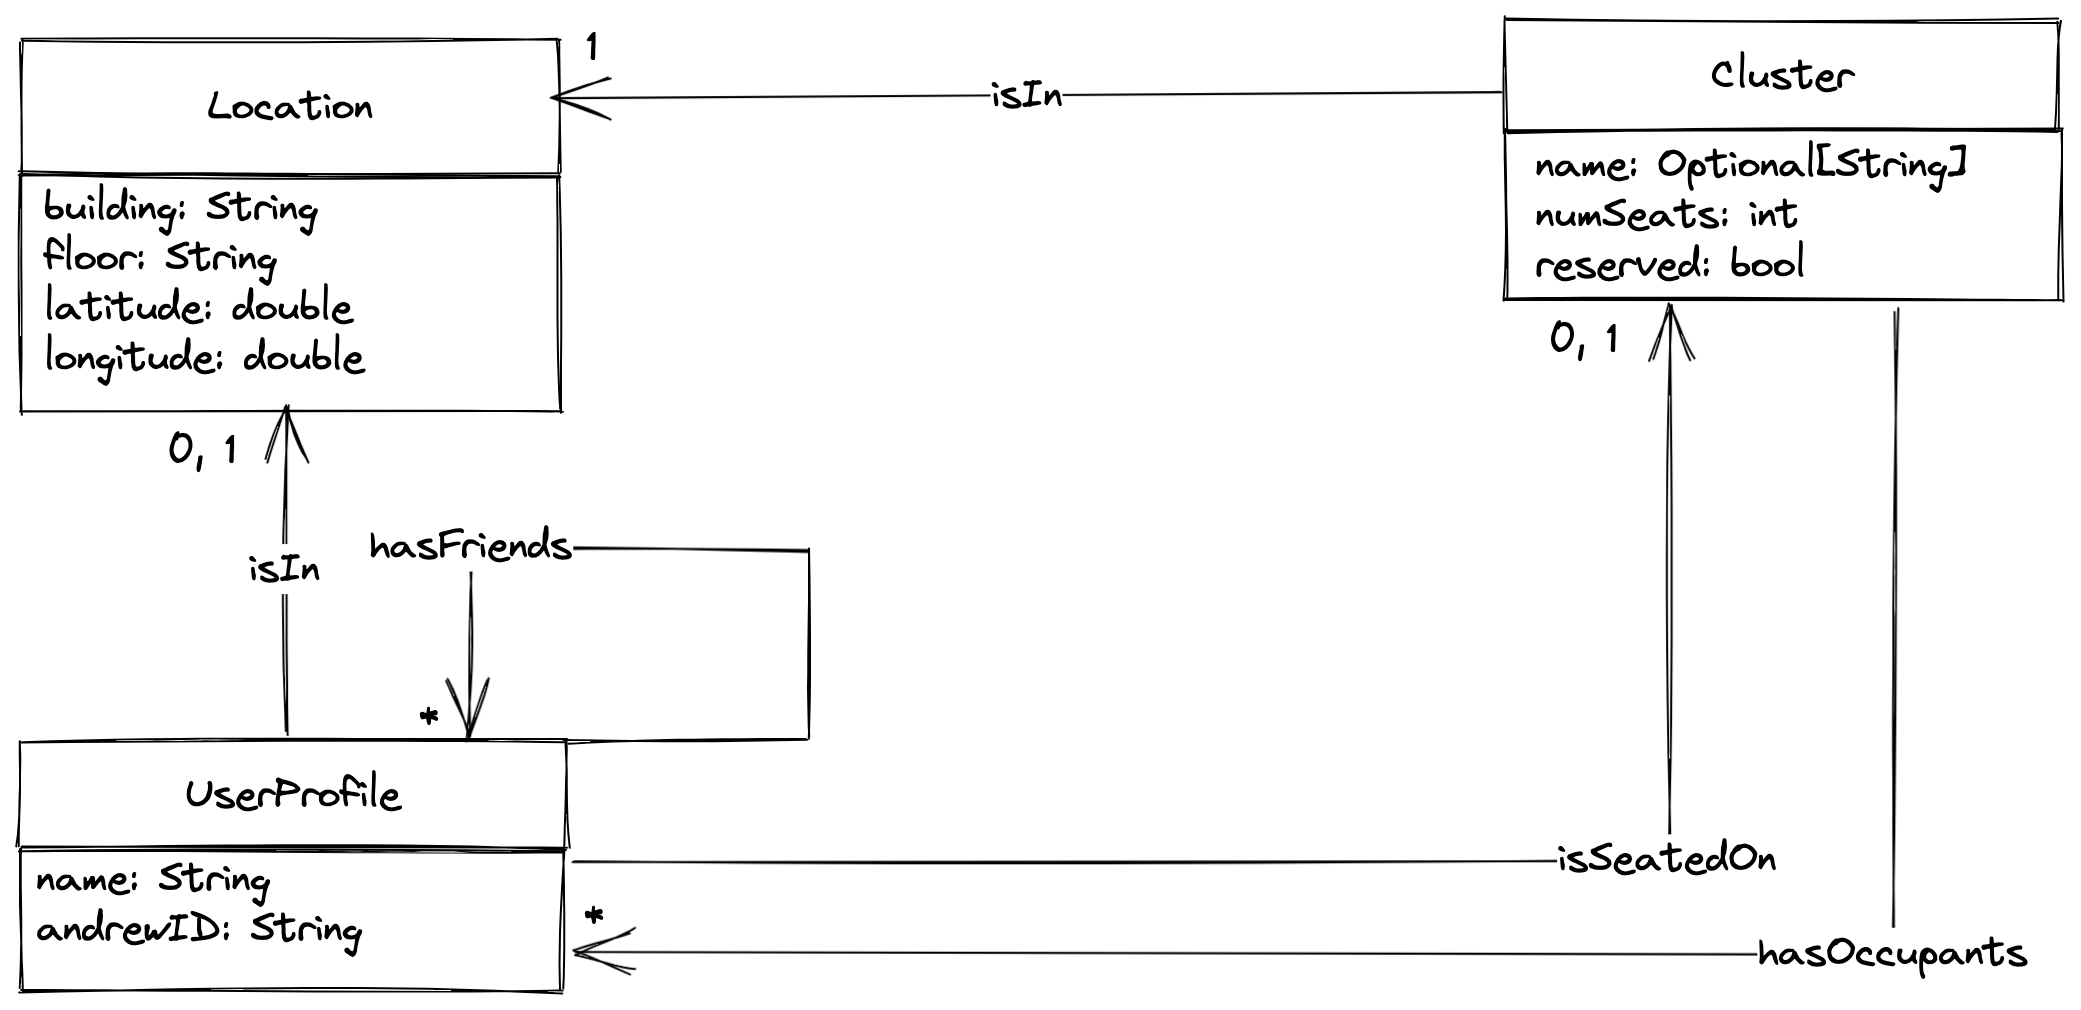 1
Location
isIn
Cluster
building: String
floor: String
latitude: double
longitude: double
name: Optional[String]
numSeats: int
reserved: bool
0, 1
0, 1
isIn
hasFriends
*
UserProfile
name: String
andrewID: String
isSeatedOn
*
hasOccupants